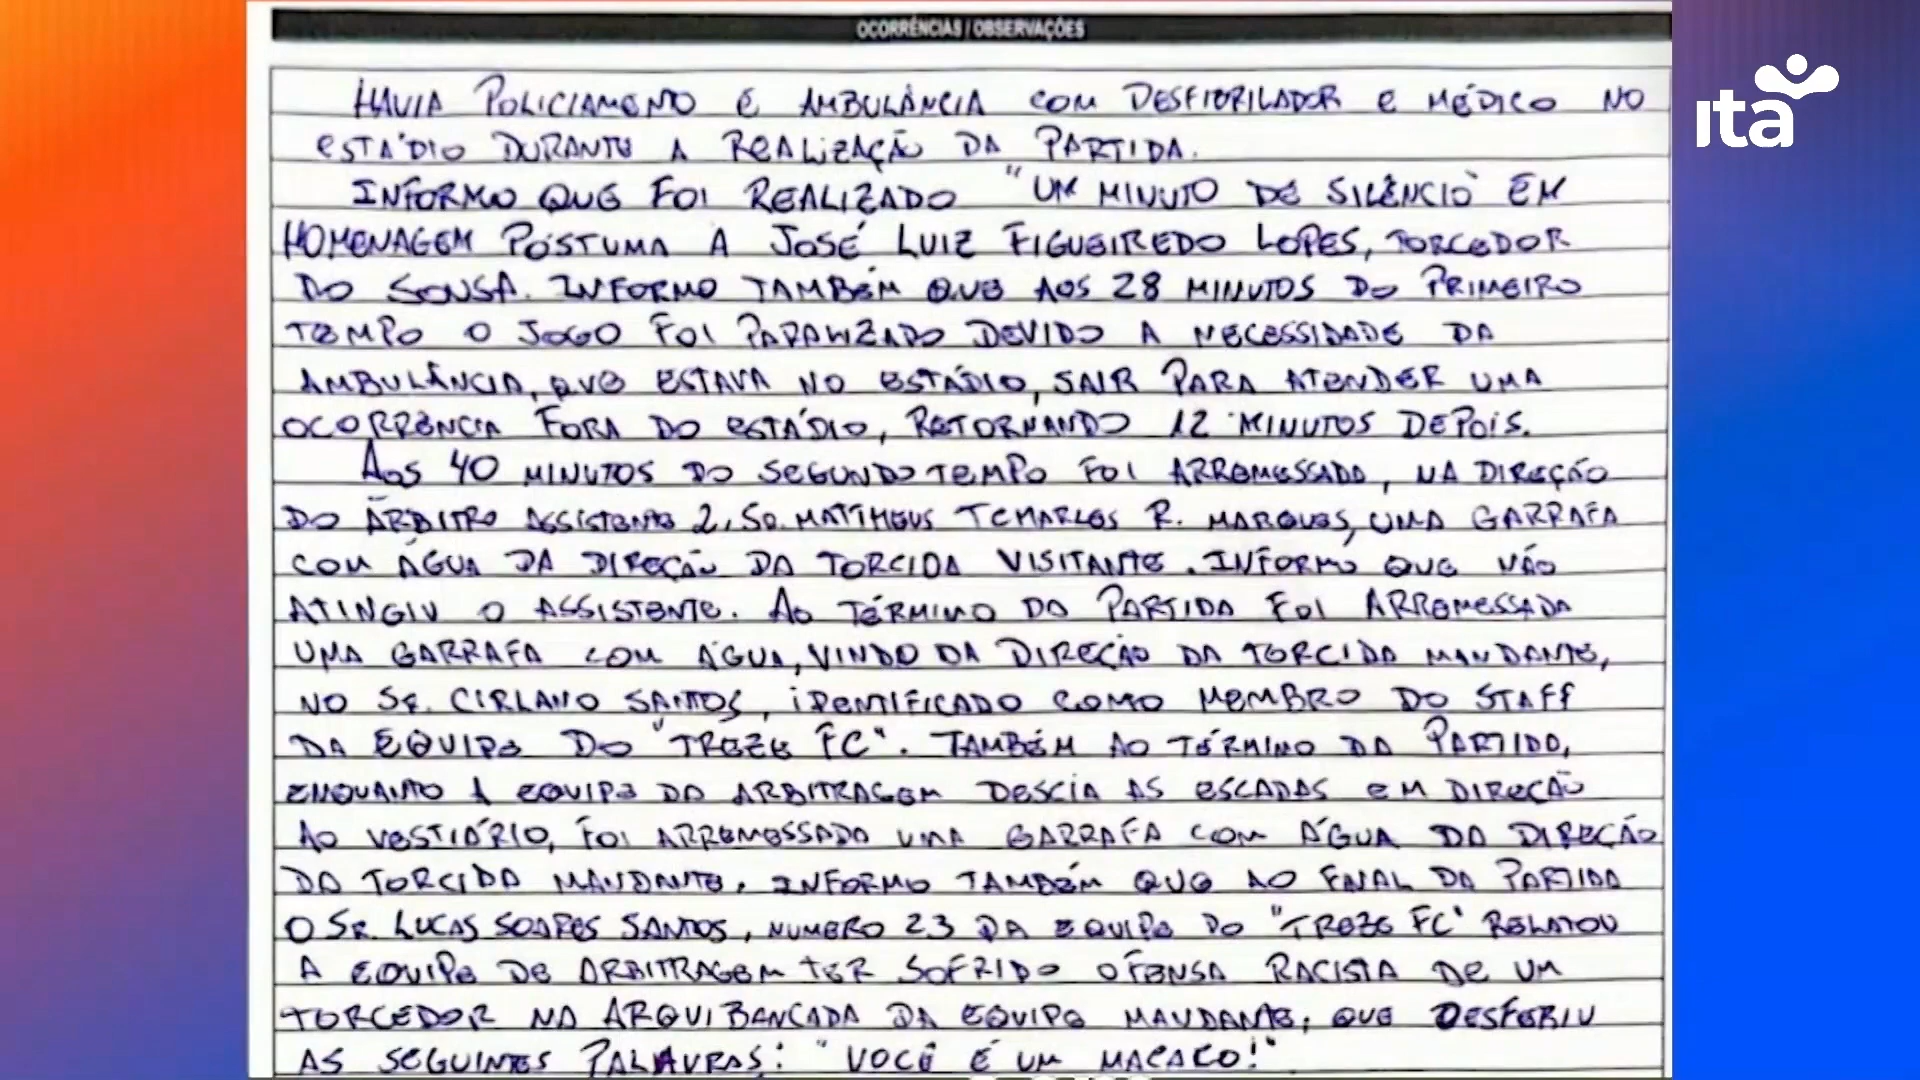 OCORRÊNCIAS / OBSERVAÇÕES
ita
HAVIA POLICIAMENTO E AMBULÂNCIA COM DESFIBRILADOR E MÉDICO NO
ESTÁDIO DURANTE A REALIZAÇÃO DA PARTIDA.
INFORMO QUE FOI REALIZADO "UM MINUTO DE SILÊNCIO" EM
HOMENAGEM PÓSTUMA A JOSÉ LUIZ FIGUEIREDO LOPES, TORCEDOR
DO SOUSA. INFORMO TAMBÉM QUE AOS 28 MINUTOS DO PRIMEIRO
TEMPO O JOGO FOI PARALIZADO DEVIDO A NECESSIDADE DA
AMBULÂNCIA, QUE ESTAVA NO ESTÁDIO, SAIR PARA ATENDER UMA
OCORRÊNCIA FORA DO ESTÁDIO, RETORNANDO 12 MINUTOS DEPOIS.
AOS 40 MINUTOS DO SEGUNDO TEMPO FOI ARREMESSADA, NA DIREÇÃO
DO ÁRBITRO ASSISTENTE 2, SR. MATTHEUS TCHARLES R. MARQUES, UMA GARRAFA
COM ÁGUA DA DIREÇÃO DA TORCIDA VISITANTE. INFORMO QUE NÃO
ATINGIU O ASSISTENTE. AO TÉRMINO DA PARTIDA FOI ARREMESSADA
UMA GARRAFA COM ÁGUA, VINDO DA DIREÇÃO DA TORCIDA MANDANTE,
NO SR. CIRLANO SANTOS, IDENTIFICADO COMO MEMBRO DO STAFF
DA EQUIPE DO "TREZE FC". TAMBÉM AO TÉRMINO DA PARTIDA,
ENQUANTO A EQUIPE DA ARBITRAGEM DESCIA AS ESCADAS EM DIREÇÃO
AO VESTIÁRIO, FOI ARREMESSADA UMA GARRAFA COM ÁGUA DA DIREÇÃO
DA TORCIDA MANDANTE. INFORMO TAMBÉM QUE AO FINAL DA PARTIDA
O SR. LUCAS SOARES SANTOS, NUMERO 23 DA EQUIPE DO "TREZE FC" RELATOU
A EQUIPE DE ARBITRAGEM TER SOFRIDO OFENSA RACISTA DE UM
TORCEDOR NA ARQUIBANCADA DA EQUIPE MANDANTE, QUE DESFERIU
AS SEGUINTES PALAVRAS: "VOCÊ É UM MACACO!"